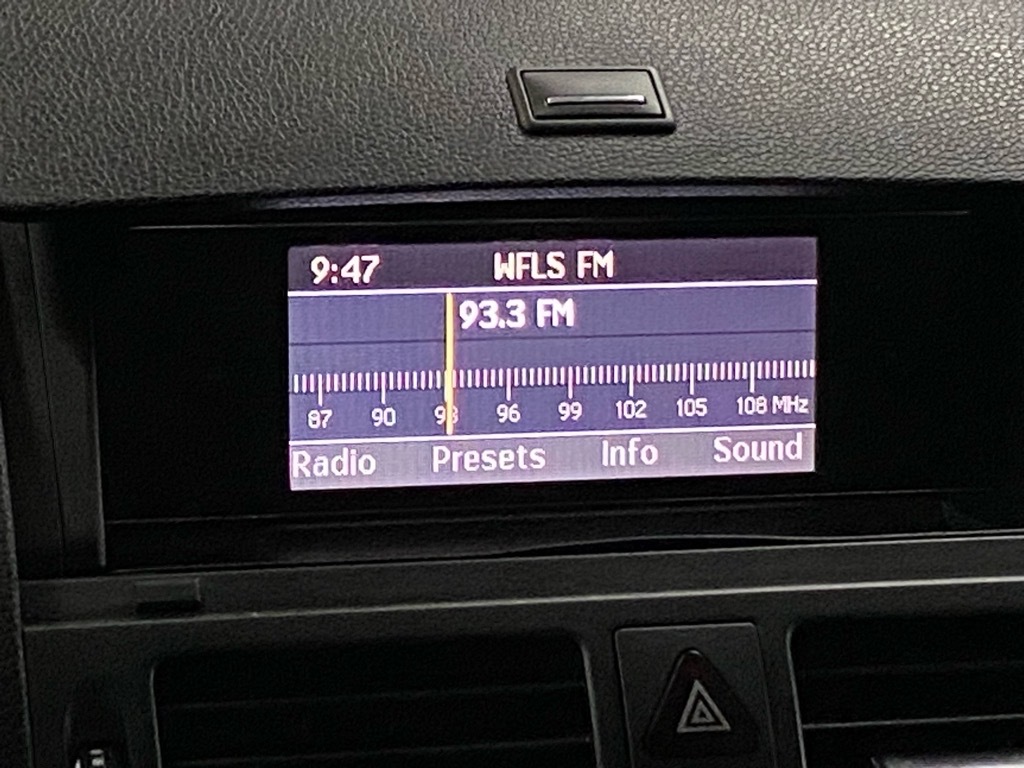 9:47 WFLS FM
93.3 FM
87 90 93 96 99 102 105 108 MHz
Radio Presets Info Sound